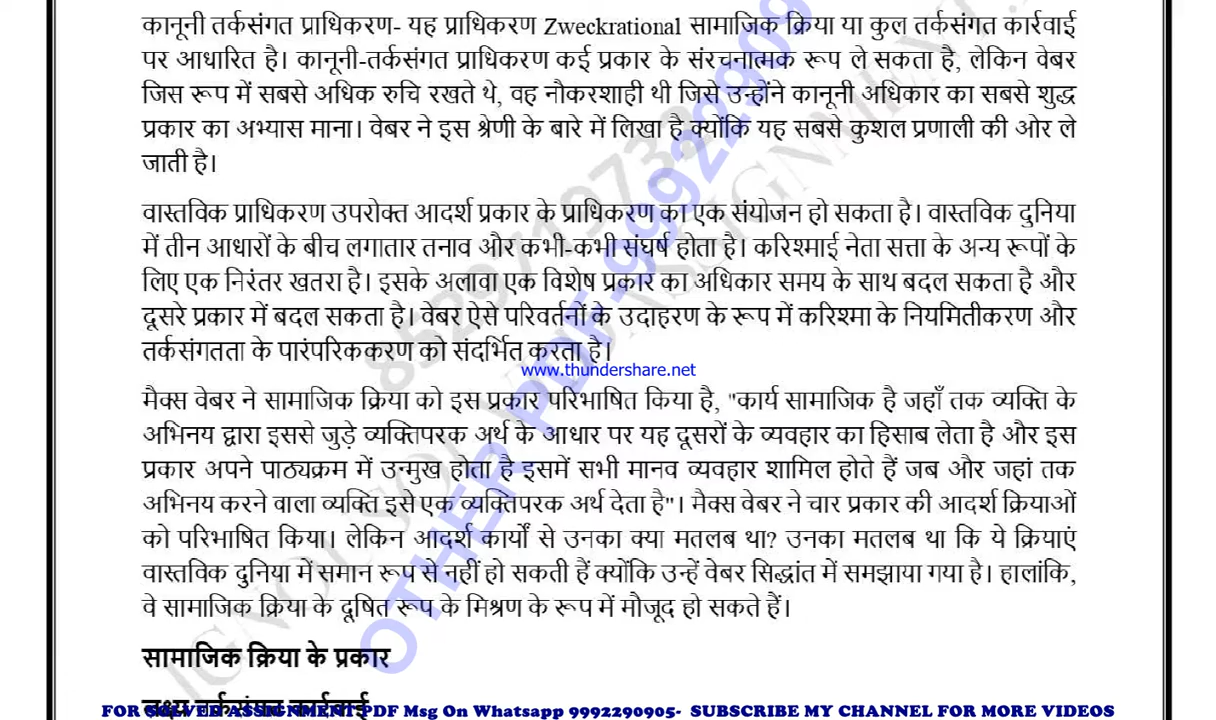 कानूनी तर्कसंगत प्राधिकरण- यह प्राधिकरण Zweckrational सामाजिक क्रिया या कुल तर्कसंगत कार्रवाई
पर आधारित है। कानूनी-तर्कसंगत प्राधिकरण कई प्रकार के संरचनात्मक रूप ले सकता है, लेकिन वेबर
जिस रूप में सबसे अधिक रुचि रखते थे, वह नौकरशाही थी जिसे उन्होंने कानूनी अधिकार का सबसे शुद्ध
प्रकार का अभ्यास माना। वेबर ने इस श्रेणी के बारे में लिखा है क्योंकि यह सबसे कुशल प्रणाली की ओर ले
जाती है।
वास्तविक प्राधिकरण उपरोक्त आदर्श प्रकार के प्राधिकरण का एक संयोजन हो सकता है। वास्तविक दुनिया
में तीन आधारों के बीच लगातार तनाव और कभी-कभी संघर्ष होता है। करिश्माई नेता सत्ता के अन्य रूपों के
लिए एक निरंतर खतरा है। इसके अलावा एक विशेष प्रकार का अधिकार समय के साथ बदल सकता है और
दूसरे प्रकार में बदल सकता है। वेबर ऐसे परिवर्तनों के उदाहरण के रूप में करिश्मा के नियमितीकरण और
तर्कसंगतता के पारंपरिककरण को संदर्भित करता है।
www.thundershare.net
मैक्स वेबर ने सामाजिक क्रिया को इस प्रकार परिभाषित किया है, "कार्य सामाजिक है जहाँ तक व्यक्ति के
अभिनय द्वारा इससे जुड़े व्यक्तिपरक अर्थ के आधार पर यह दूसरों के व्यवहार का हिसाब लेता है और इस
प्रकार अपने पाठ्यक्रम में उन्मुख होता है इसमें सभी मानव व्यवहार शामिल होते हैं जब और जहां तक
अभिनय करने वाला व्यक्ति इसे एक व्यक्तिपरक अर्थ देता है"। मैक्स वेबर ने चार प्रकार की आदर्श क्रियाओं
को परिभाषित किया। लेकिन आदर्श कार्यों से उनका क्या मतलब था? उनका मतलब था कि ये क्रियाएं
वास्तविक दुनिया में समान रूप से नहीं हो सकती हैं क्योंकि उन्हें वेबर सिद्धांत में समझाया गया है। हालांकि,
वे सामाजिक क्रिया के दूषित रूप के मिश्रण के रूप में मौजूद हो सकते हैं।
सामाजिक क्रिया के प्रकार
लक्ष्य तर्कसंगत कार्रवाई
FOR SOLVED ASSIGNMENT PDF Msg On Whatsapp 9992290905- SUBSCRIBE MY CHANNEL FOR MORE VIDEOS